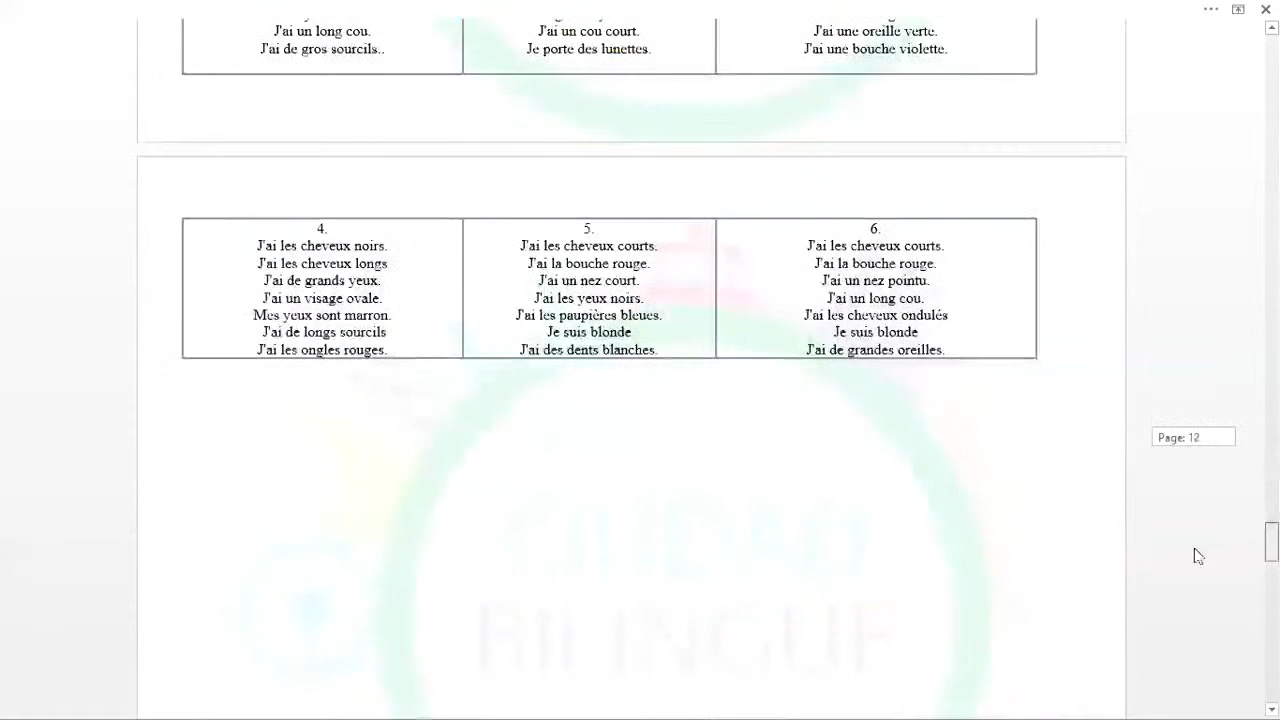 J'ai un long cou.
J'ai de gros sourcils..
J'ai un cou court.
Je porte des lunettes.
J'ai une oreille verte.
J'ai une bouche violette.
4.
J'ai les cheveux noirs.
J'ai les cheveux longs
J'ai de grands yeux.
J'ai un visage ovale.
Mes yeux sont marron.
J'ai de longs sourcils
J'ai les ongles rouges.
5.
J'ai les cheveux courts.
J'ai la bouche rouge.
J'ai un nez court.
J'ai les yeux noirs.
J'ai les paupières bleues.
Je suis blonde
J'ai des dents blanches.
6.
J'ai les cheveux courts.
J'ai la bouche rouge.
J'ai un nez pointu.
J'ai un long cou.
J'ai les cheveux ondulés
Je suis blonde
J'ai de grandes oreilles.
Page: 12
BILINGUE